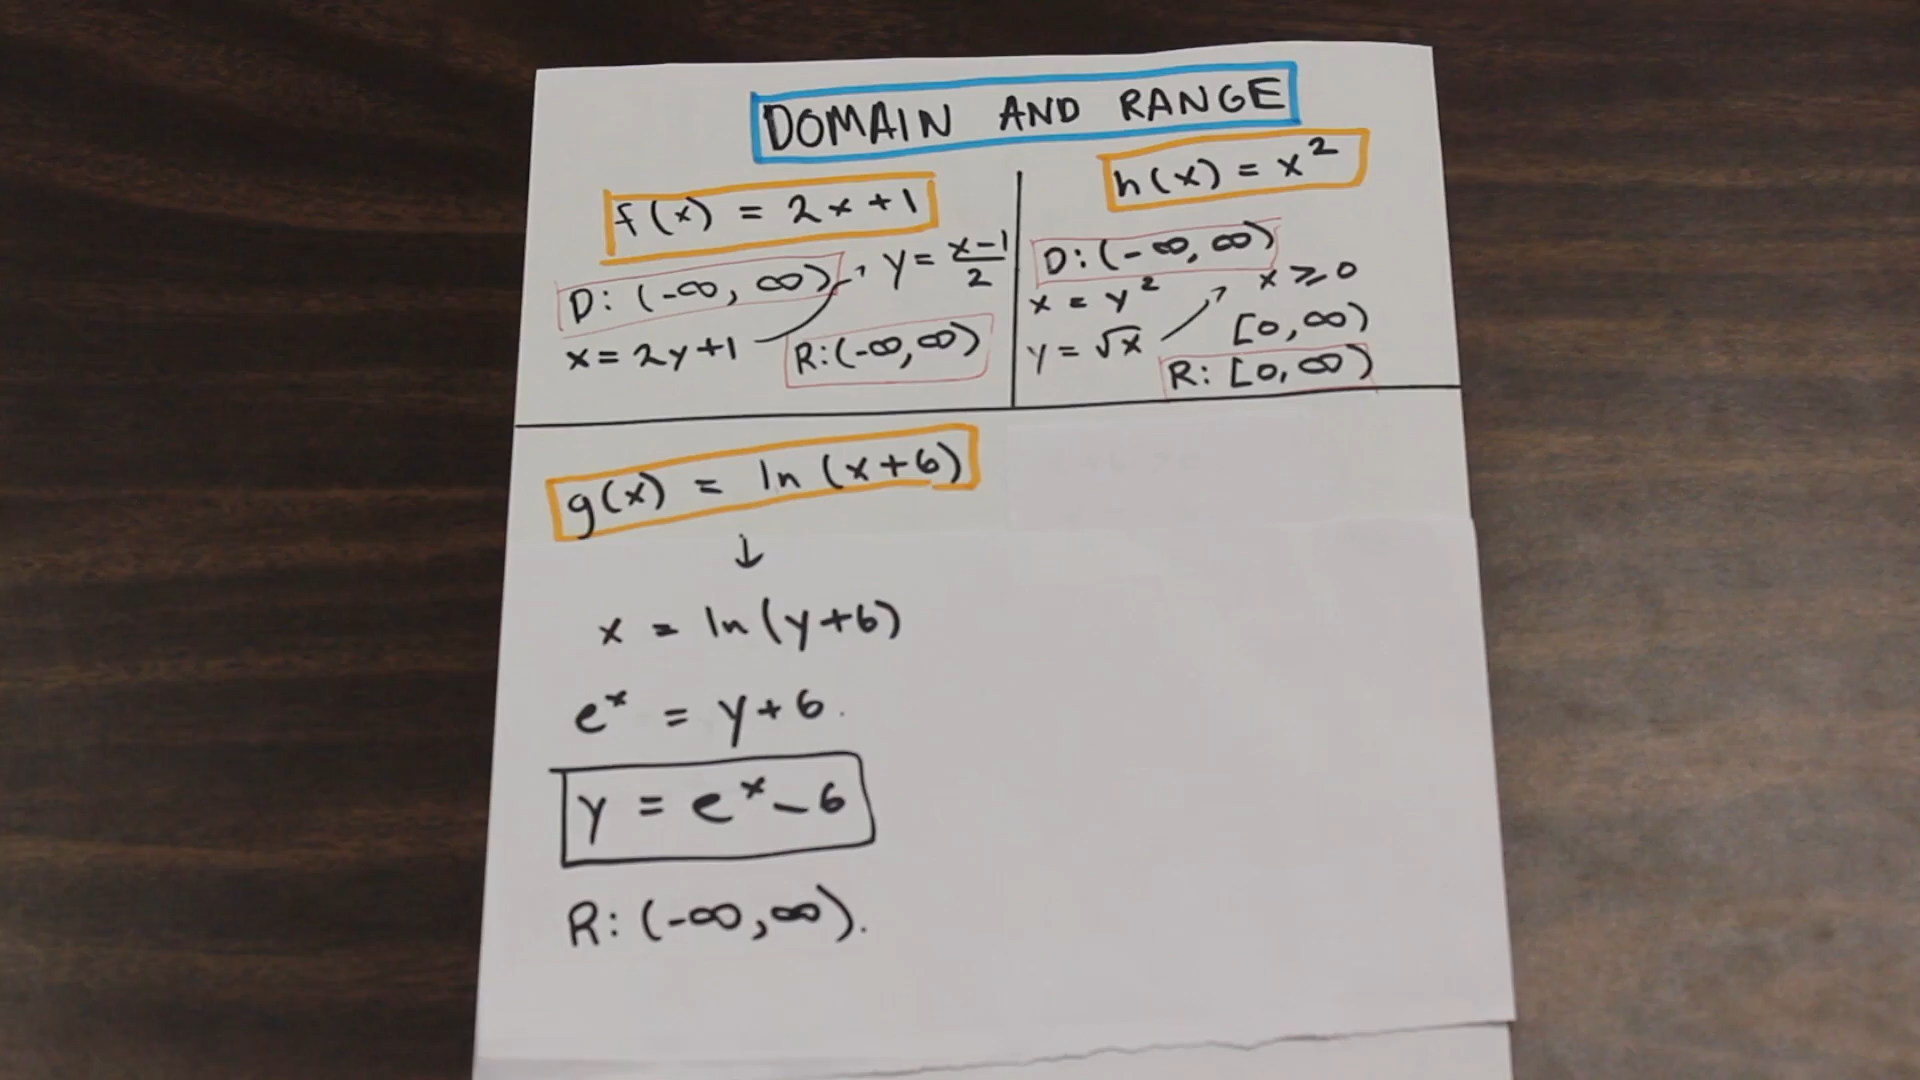 DOMAIN AND RANGE
f(x) = 2x+1
D: (-∞, ∞)
y = x-1/2
x = 2y+1
R: (-∞, ∞)
h(x) = x²
D: (-∞, ∞)
x = y²
x ≥ 0
y = √x
[0, ∞)
R: [0, ∞)
g(x) = ln (x+6)
↓
x = ln(y+6)
eˣ = y+6.
y = eˣ-6
R: (-∞, ∞).